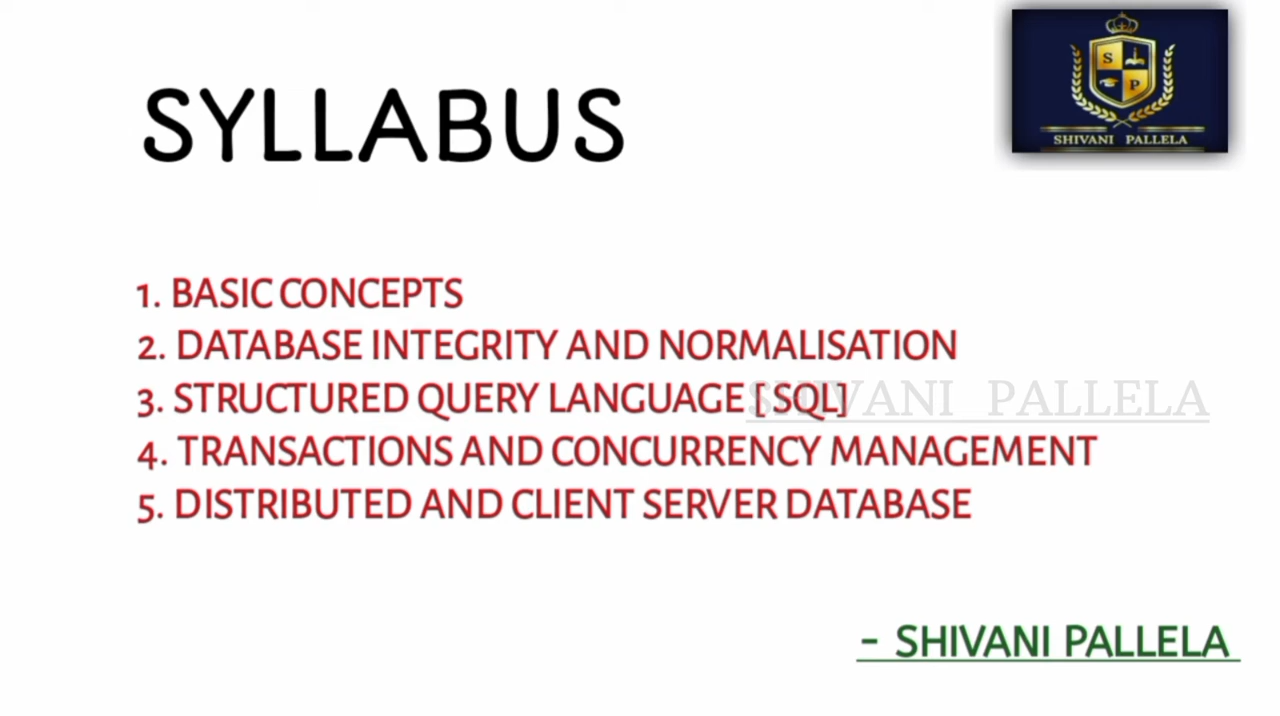 S P
SHIVANI PALLELA
SYLLABUS
1. BASIC CONCEPTS
2. DATABASE INTEGRITY AND NORMALISATION
3. STRUCTURED QUERY LANGUAGE [SQL]
SHIVANI PALLELA
4. TRANSACTIONS AND CONCURRENCY MANAGEMENT
5. DISTRIBUTED AND CLIENT SERVER DATABASE
- SHIVANI PALLELA